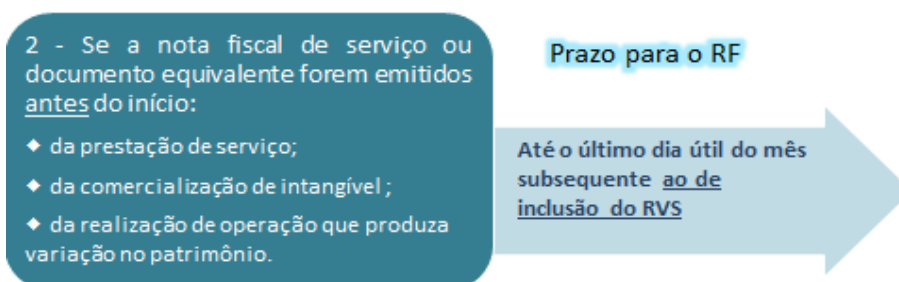 2 - Se a nota fiscal de serviço ou
documento equivalente forem emitidos
antes do início:
◆ da prestação de serviço;
◆ da comercialização de intangível ;
◆ da realização de operação que produza
variação no patrimônio.
Prazo para o RF
Até o último dia útil do mês
subsequente ao de
inclusão do RVS